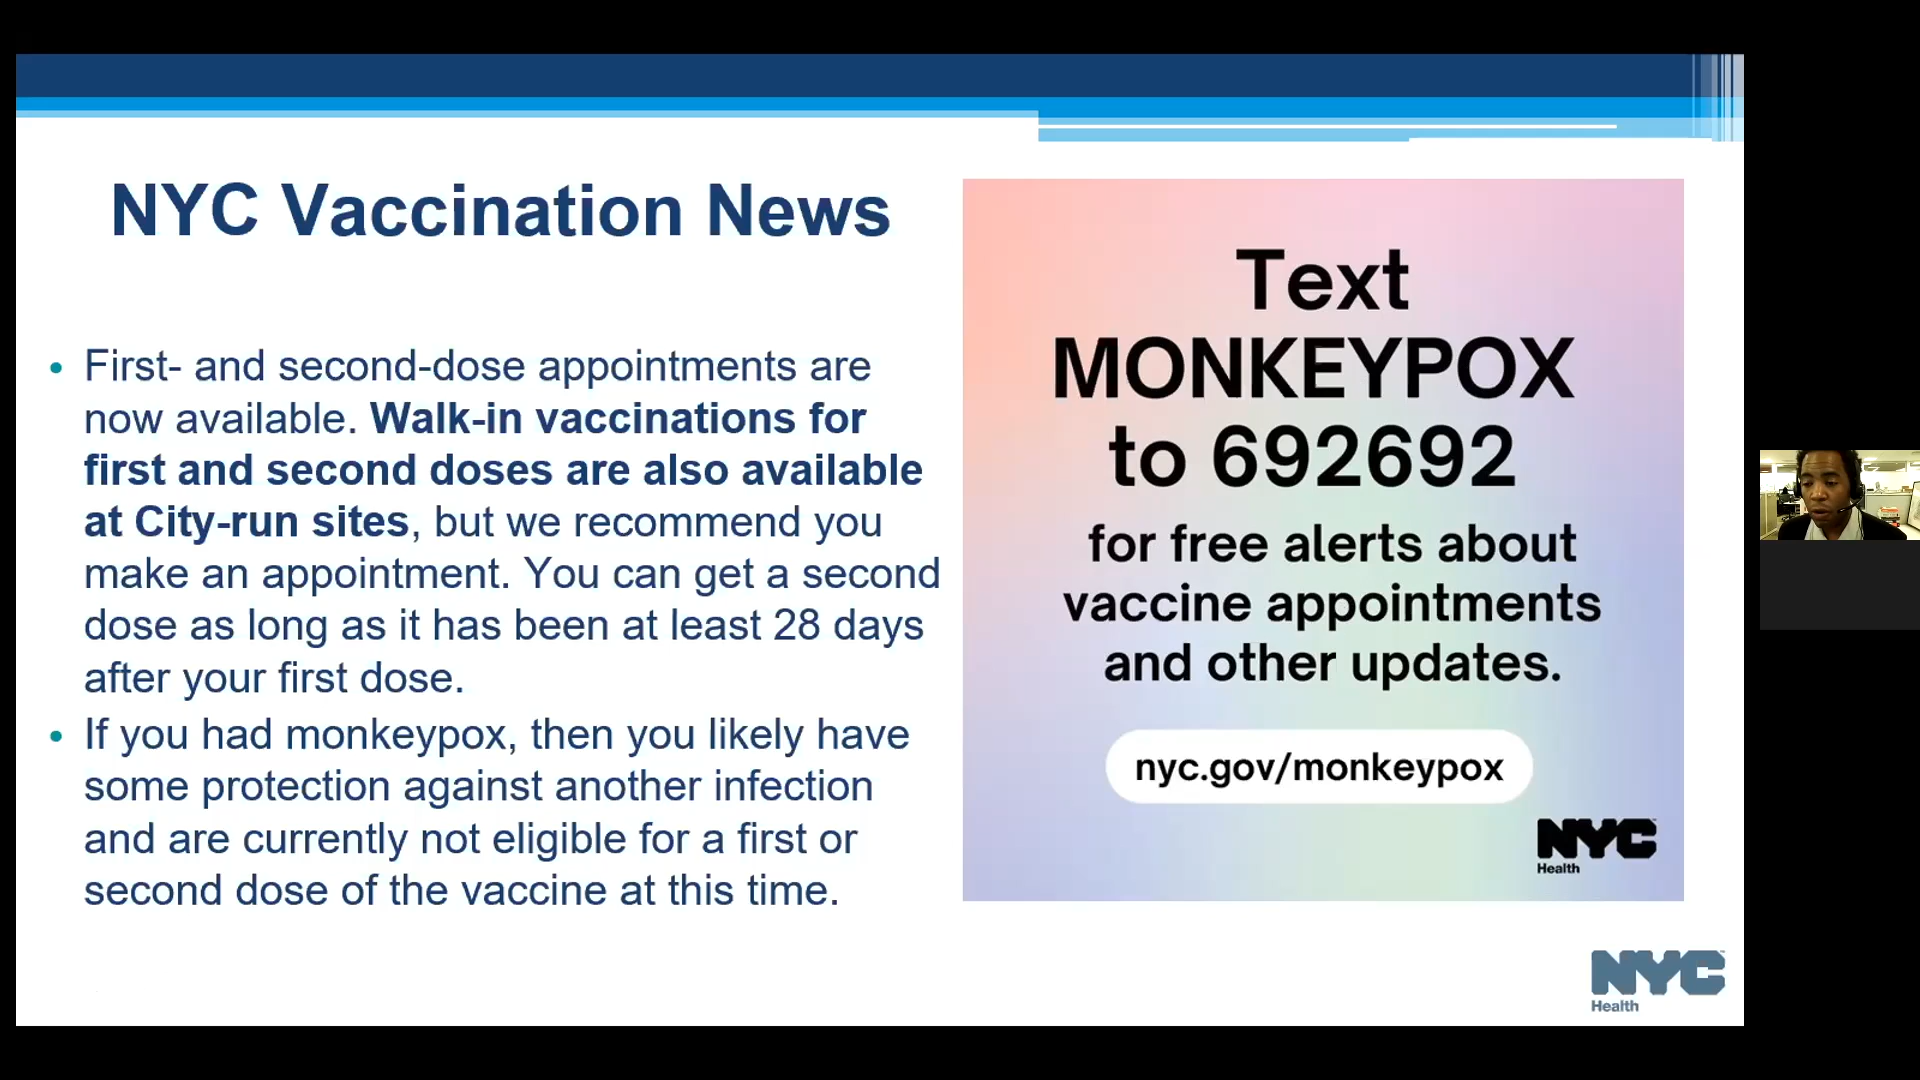 NYC Vaccination News
• First- and second-dose appointments are
now available. Walk-in vaccinations for
first and second doses are also available
at City-run sites, but we recommend you
make an appointment. You can get a second
dose as long as it has been at least 28 days
after your first dose.
• If you had monkeypox, then you likely have
some protection against another infection
and are currently not eligible for a first or
second dose of the vaccine at this time.
Text
MONKEYPOX
to 692692
for free alerts about
vaccine appointments
and other updates.
nyc.gov/monkeypox
NYC
Health
NYC
Health